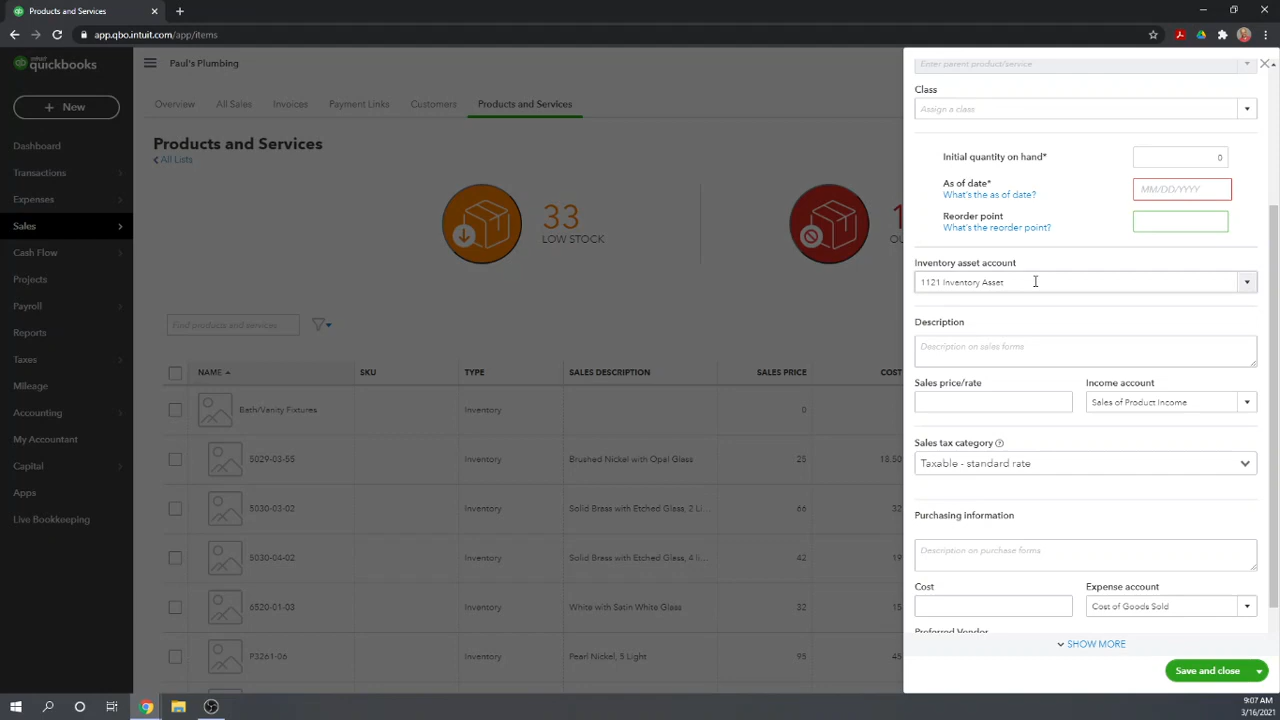 Products and Services
app.qbo.intuit.com/app/items
intuit quickbooks
Paul's Plumbing
+ New
Overview All Sales Invoices Payment Links Customers Products and Services
Dashboard
Transactions
Expenses
Sales
Cash Flow
Projects
Payroll
Reports
Taxes
Mileage
Accounting
My Accountant
Capital
Apps
Live Bookkeeping
Products and Services
All Lists
33
LOW STOCK
1
OU
Find products and services
NAME SKU TYPE SALES DESCRIPTION SALES PRICE COST
Bath/Vanity Fixtures Inventory 0
5029-03-55 Inventory Brushed Nickel with Opal Glass 25 18.50
5030-03-02 Inventory Solid Brass with Etched Glass, 2 Li... 66 32
5030-04-02 Inventory Solid Brass with Etched Glass, 4 li... 42 19
6520-01-03 Inventory White with Satin White Glass 32 15
P3261-06 Inventory Pearl Nickel, 5 Light 95 45
Enter parent product/service
Class
Assign a class
Initial quantity on hand* 0
As of date* MM/DD/YYYY
What's the as of date?
Reorder point
What's the reorder point?
Inventory asset account
1121 Inventory Asset
Description
Description on sales forms
Sales price/rate Income account
Sales of Product Income
Sales tax category
Taxable - standard rate
Purchasing information
Description on purchase forms
Cost Expense account
Cost of Goods Sold
Preferred Vendor
SHOW MORE
Save and close
9:07 AM
3/16/2021